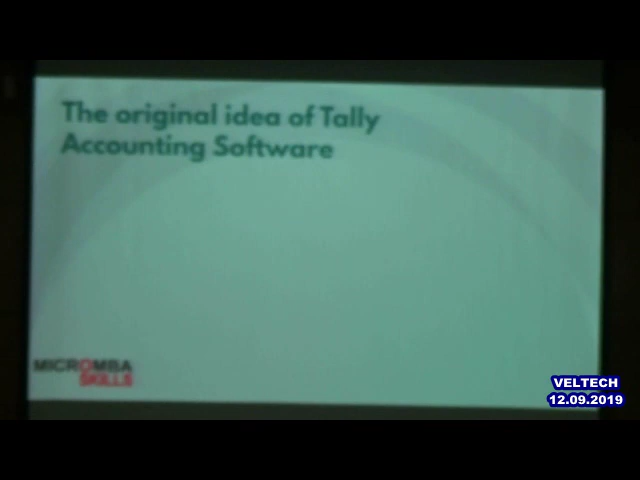 The original idea of Tally
Accounting Software
MICROMBA
SKILLS
VELTECH
12.09.2019